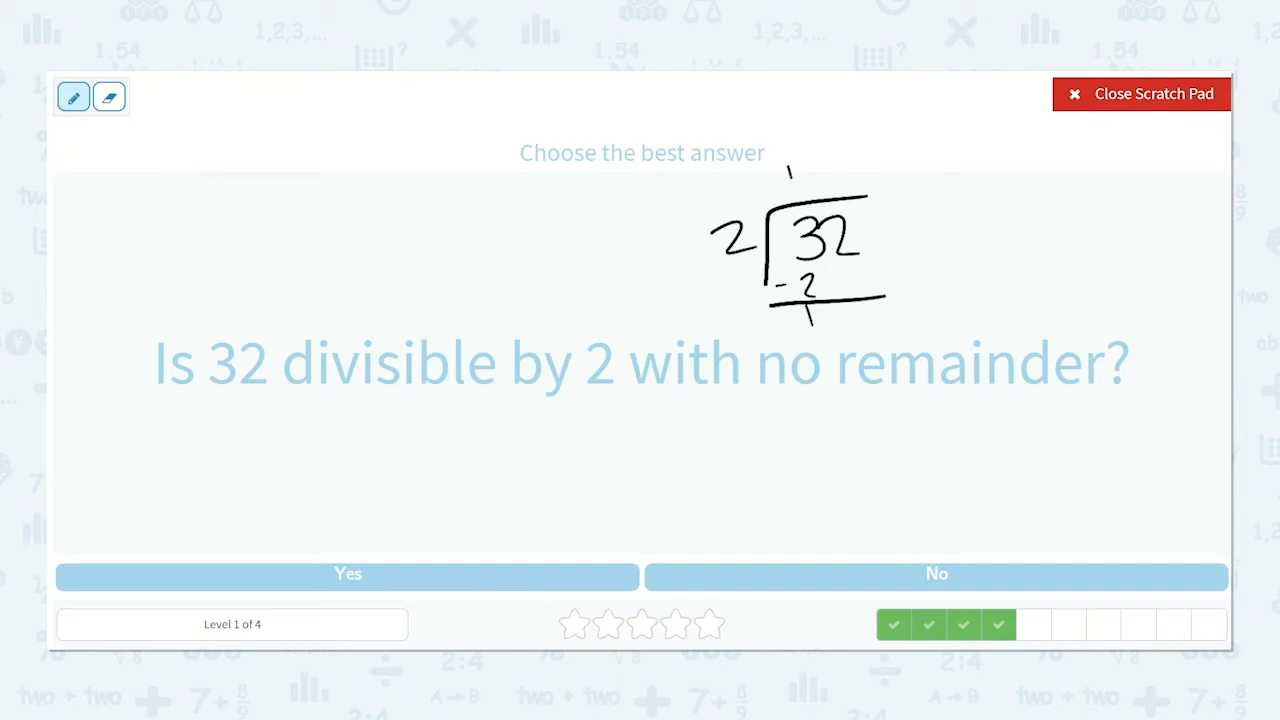 Close Scratch Pad
Choose the best answer
1
2 32
- 2
1
Is 32 divisible by 2 with no remainder?
Yes
No
Level 1 of 4